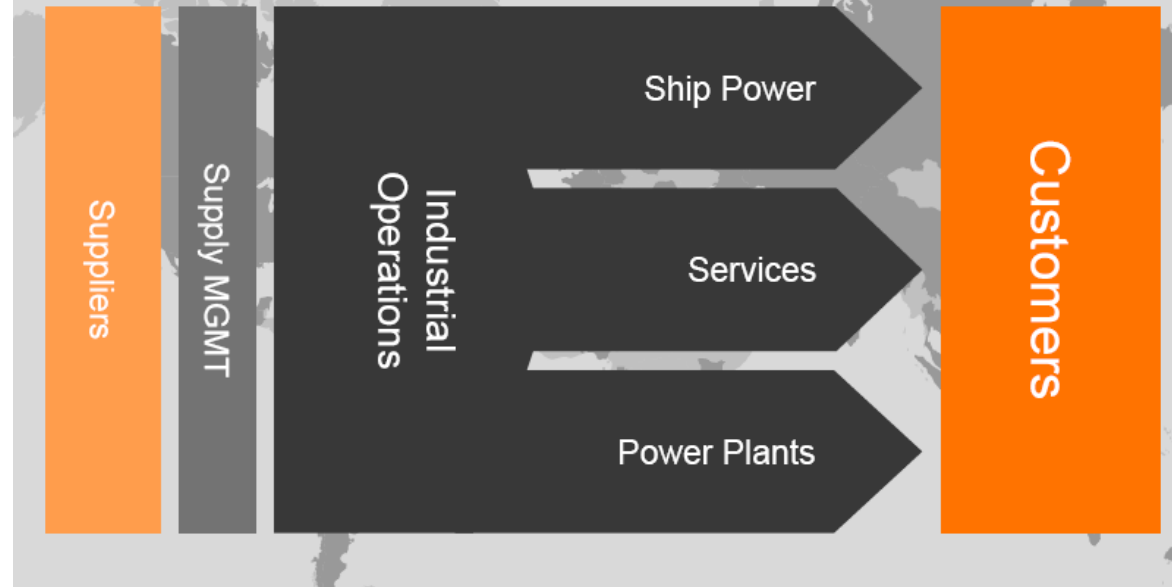 Suppliers
Supply MGMT
Industrial
Operations
Ship Power
Services
Power Plants
Customers